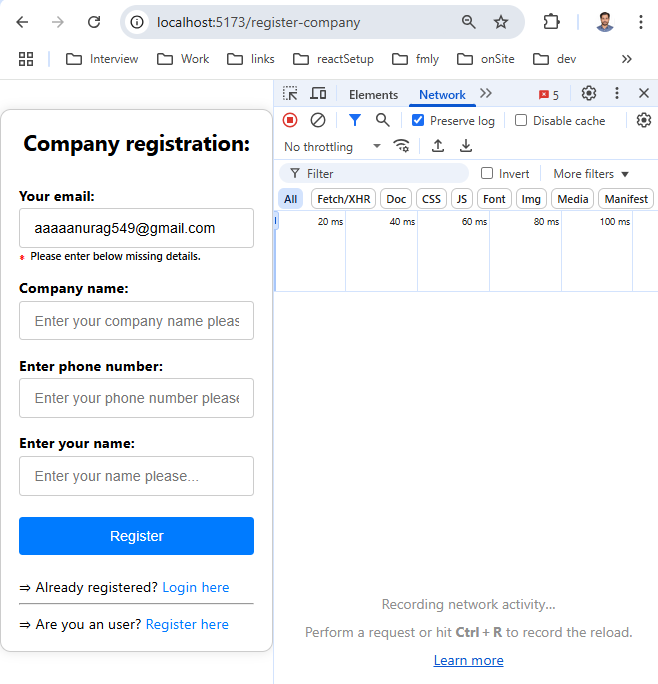 localhost:5173/register-company
Interview Work links reactSetup fmly onSite dev
Elements Network 5
Preserve log Disable cache
No throttling
Filter Invert More filters
All Fetch/XHR Doc CSS JS Font Img Media Manifest
20 ms 40 ms 60 ms 80 ms 100 ms
Company registration:
Your email:
aaaaanurag549@gmail.com
* Please enter below missing details.
Company name:
Enter your company name pleas
Enter phone number:
Enter your phone number please
Enter your name:
Enter your name please...
Register
⇒ Already registered? Login here
⇒ Are you an user? Register here
Recording network activity...
Perform a request or hit Ctrl + R to record the reload.
Learn more